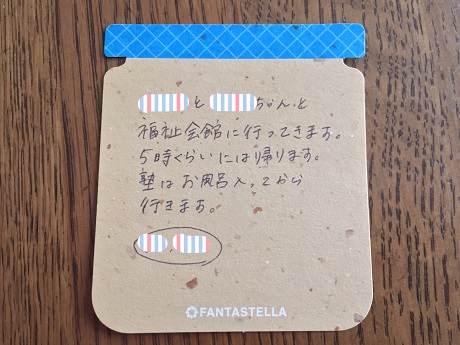 と ちゃんと
福祉会館に行ってきます。
5時くらいには帰ります。
塾はお風呂入ってから
行きます。
FANTASTELLA